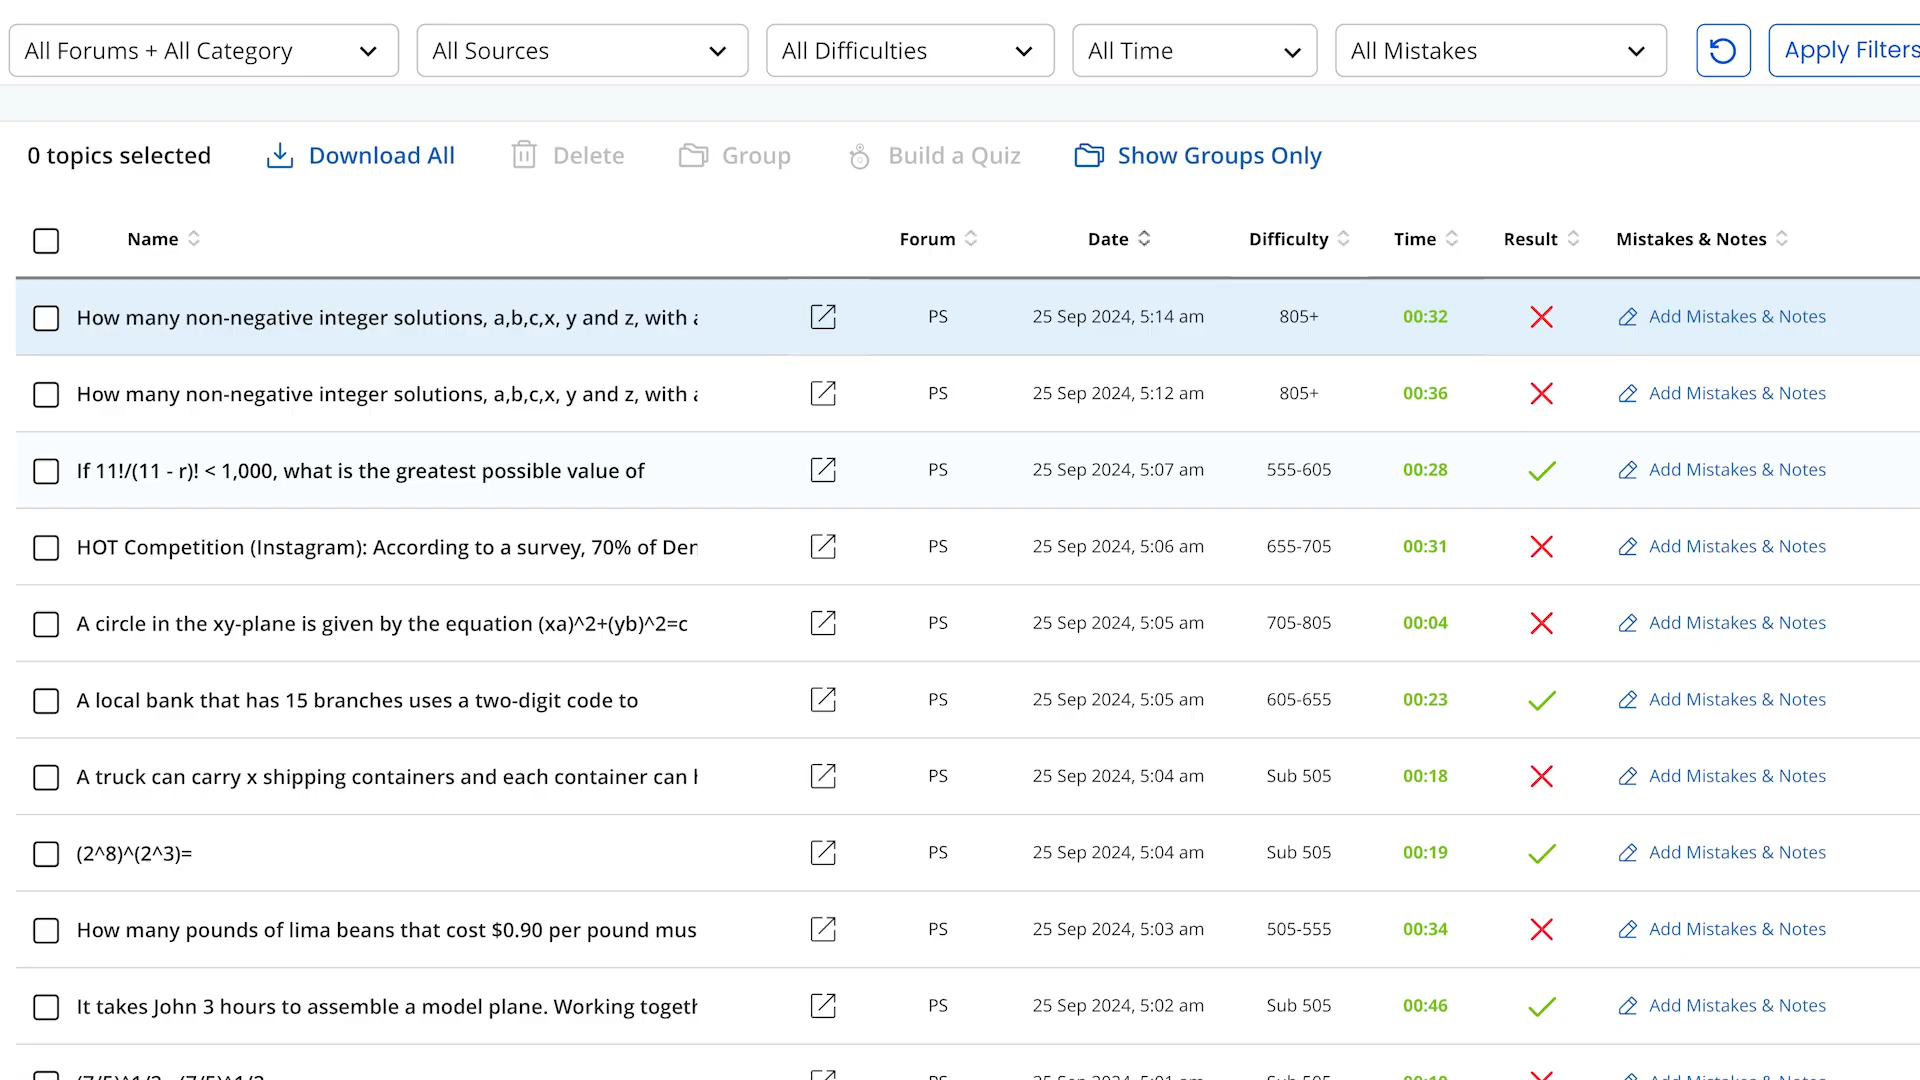 All Forums + All Category All Sources All Difficulties All Time All Mistakes Apply Filters
0 topics selected Download All Delete Group Build a Quiz Show Groups Only
Name Forum Date Difficulty Time Result Mistakes & Notes
How many non-negative integer solutions, a,b,c,x, y and z, with PS 25 Sep 2024, 5:14 am 805+ 00:32 Add Mistakes & Notes
How many non-negative integer solutions, a,b,c,x, y and z, with PS 25 Sep 2024, 5:12 am 805+ 00:36 Add Mistakes & Notes
If 11!/(11 - r)! < 1,000, what is the greatest possible value of PS 25 Sep 2024, 5:07 am 555-605 00:28 Add Mistakes & Notes
HOT Competition (Instagram): According to a survey, 70% of PS 25 Sep 2024, 5:06 am 655-705 00:31 Add Mistakes & Notes
A circle in the xy-plane is given by the equation (xa)^2+(yb)^2=c PS 25 Sep 2024, 5:05 am 705-805 00:04 Add Mistakes & Notes
A local bank that has 15 branches uses a two-digit code to PS 25 Sep 2024, 5:05 am 605-655 00:23 Add Mistakes & Notes
A truck can carry x shipping containers and each container can PS 25 Sep 2024, 5:04 am Sub 505 00:18 Add Mistakes & Notes
(2^8)^(2^3)= PS 25 Sep 2024, 5:04 am Sub 505 00:19 Add Mistakes & Notes
How many pounds of lima beans that cost $0.90 per pound mus PS 25 Sep 2024, 5:03 am 505-555 00:34 Add Mistakes & Notes
It takes John 3 hours to assemble a model plane. Working PS 25 Sep 2024, 5:02 am Sub 505 00:46 Add Mistakes & Notes